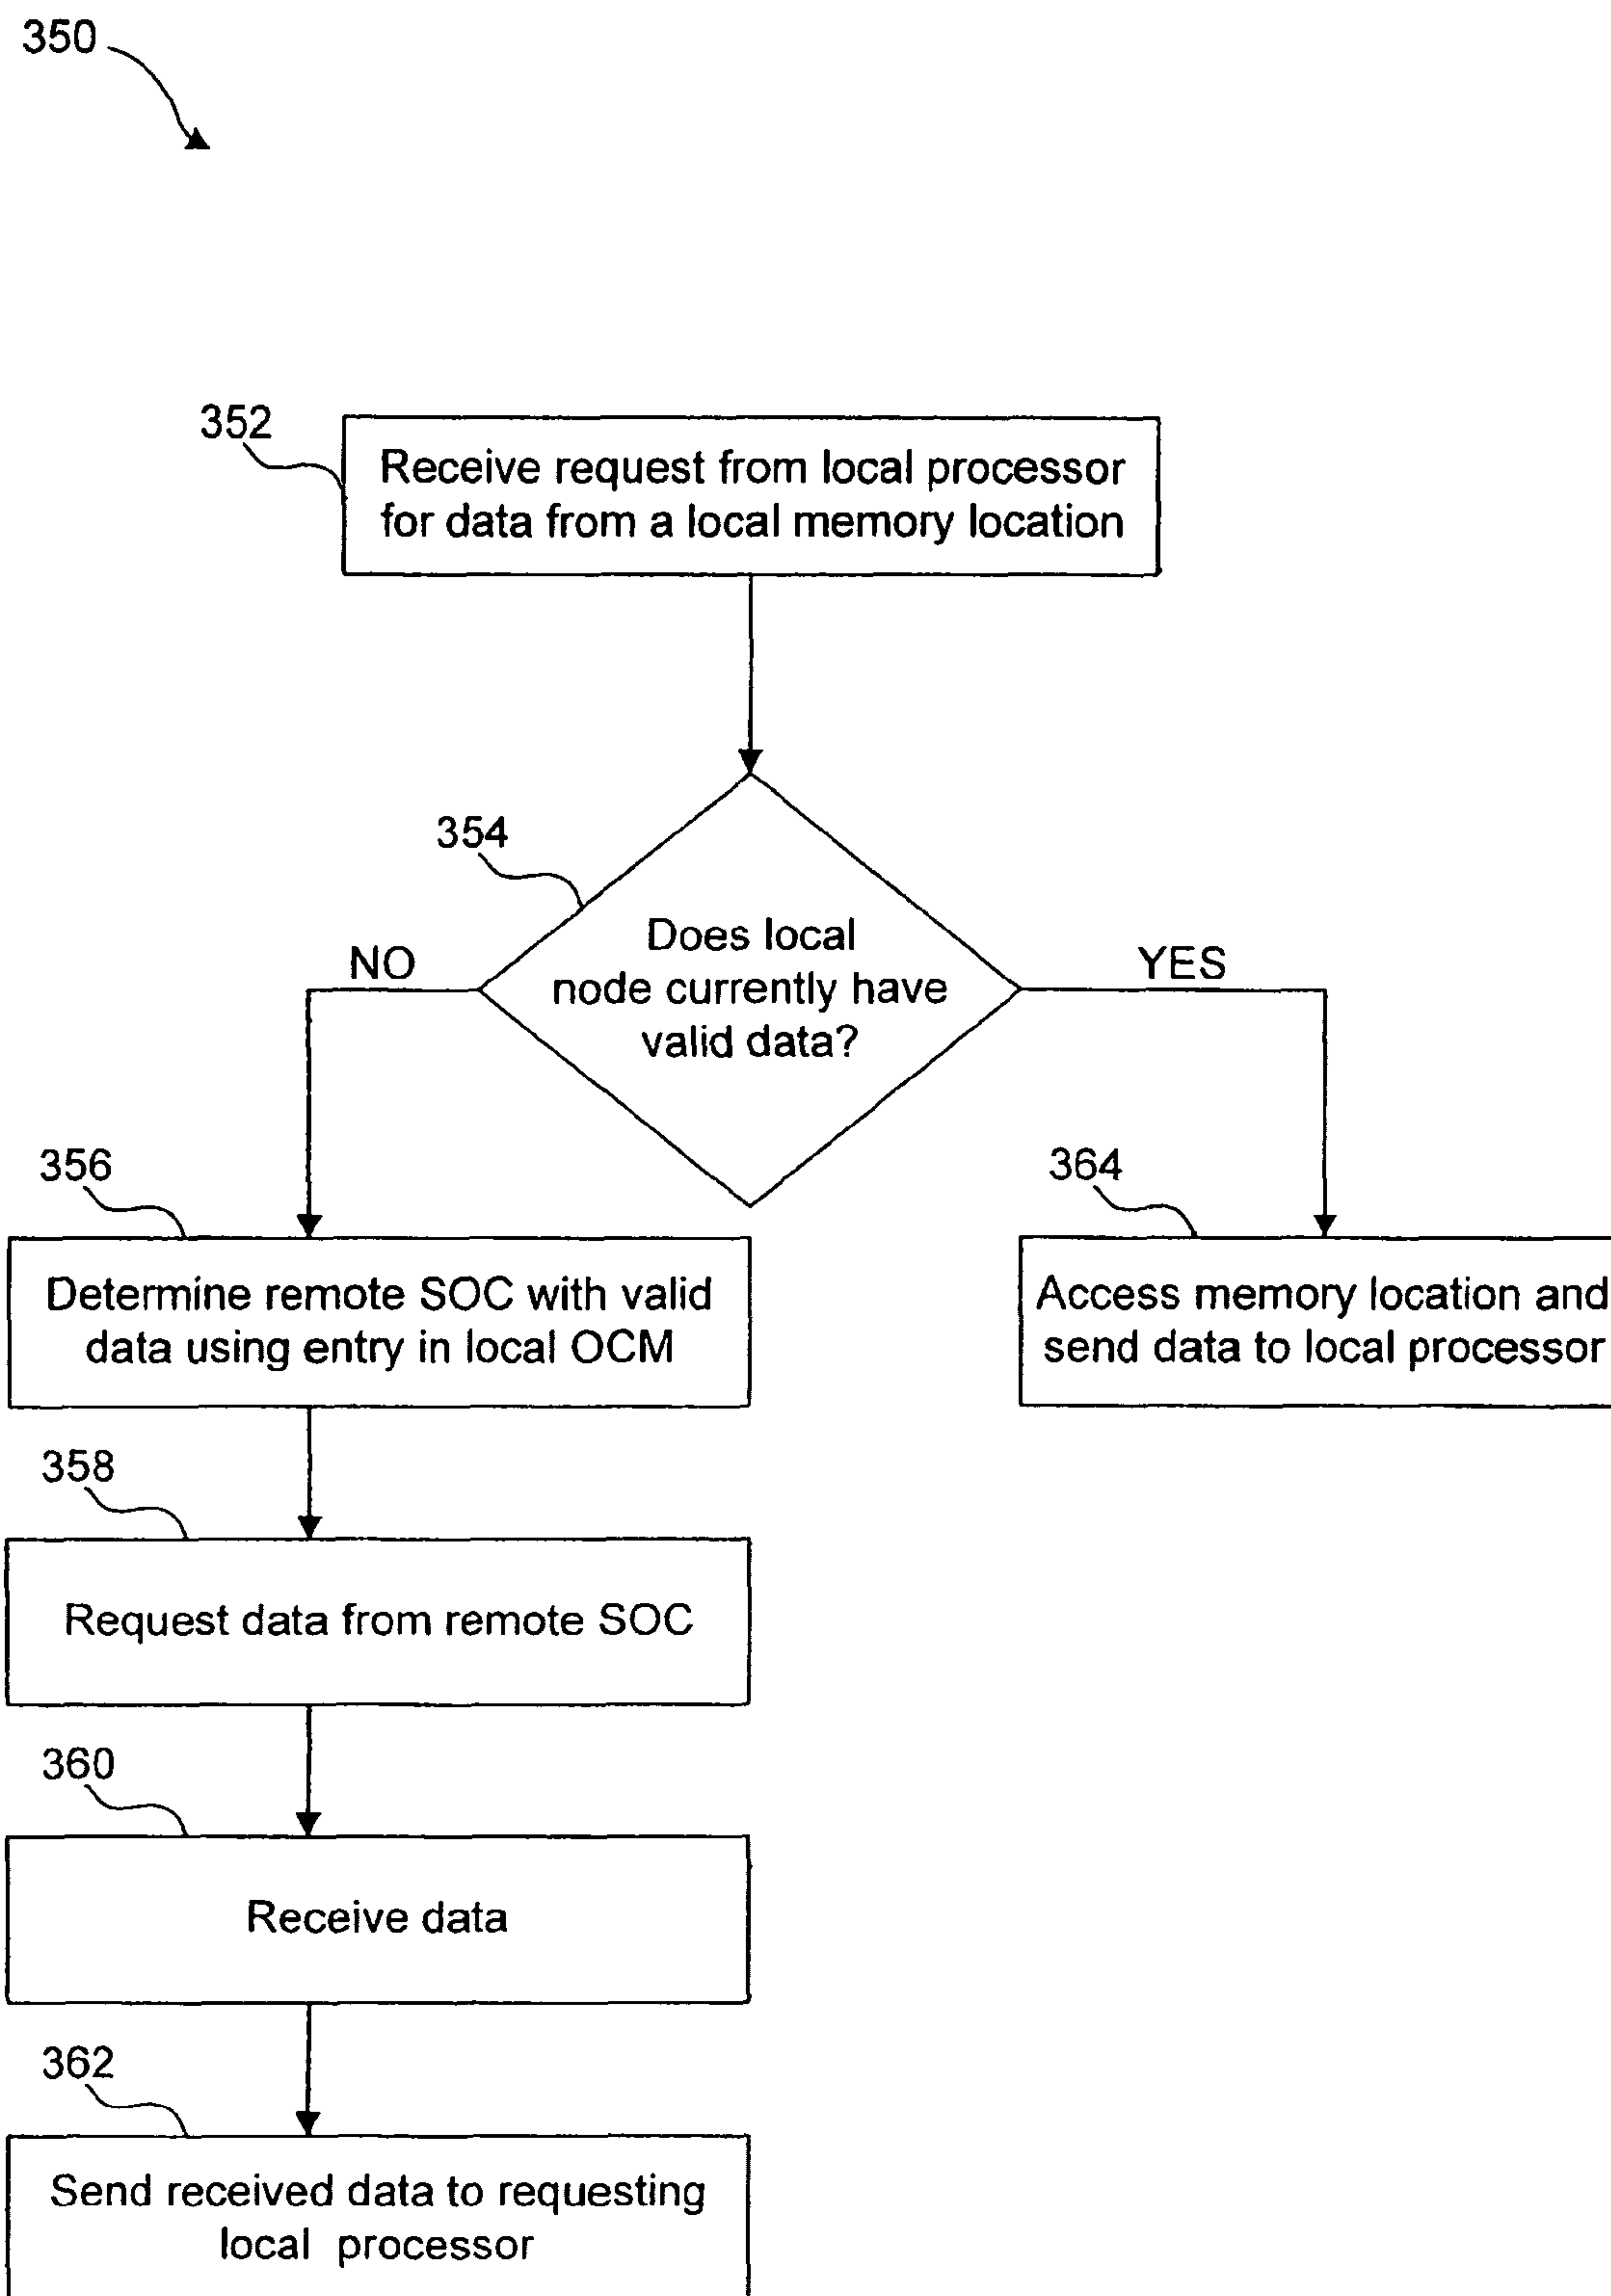 350
352
Receive request from local processor
for data from a local memory location
354
Does local
node currently have
valid data?
NO
YES
356
Determine remote SOC with valid
data using entry in local OCM
364
Access memory location and
send data to local processor
358
Request data from remote SOC
360
Receive data
362
Send received data to requesting
local processor